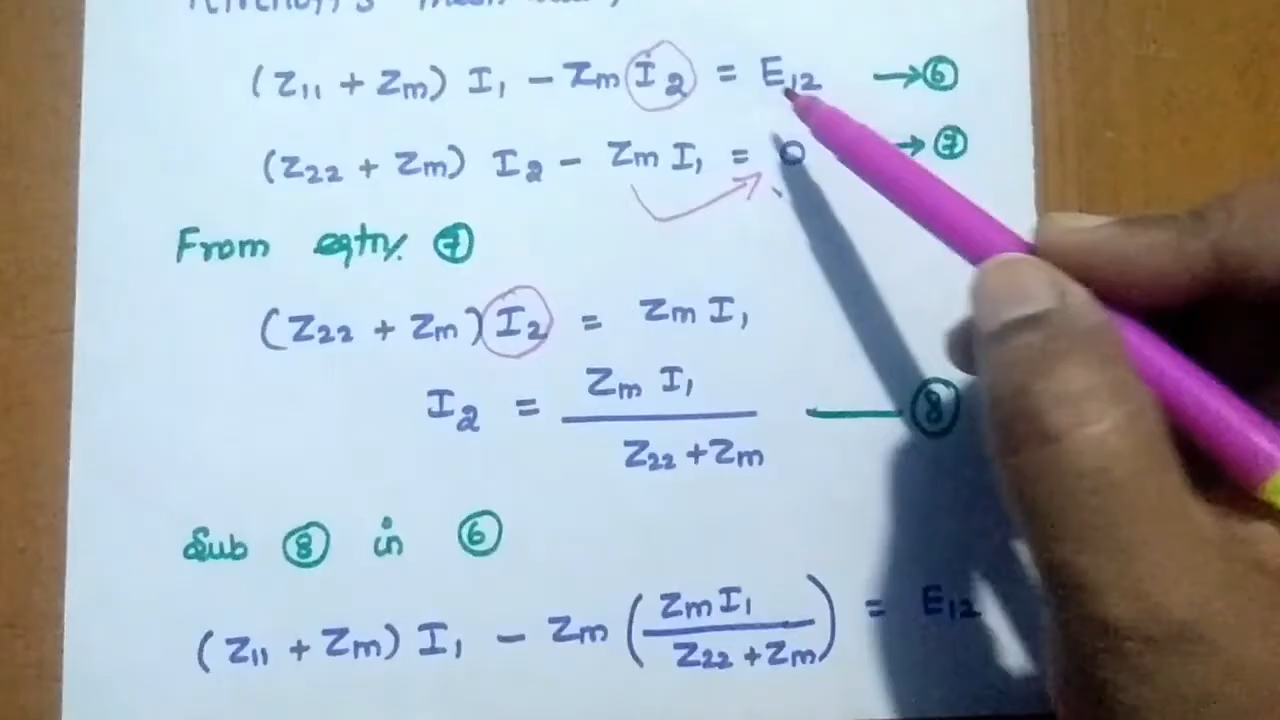 (Z11 + Zm) I1 - Zm I2 = E12 → 6
(Z22 + Zm) I2 - Zm I1 = 0 → 7
From eqtn. 7
(Z22 + Zm) I2 = Zm I1
I2 = Zm I1 / Z22 + Zm — 8
Sub 8 in 6
(Z11 + Zm) I1 - Zm (Zm I1 / Z22 + Zm) = E12